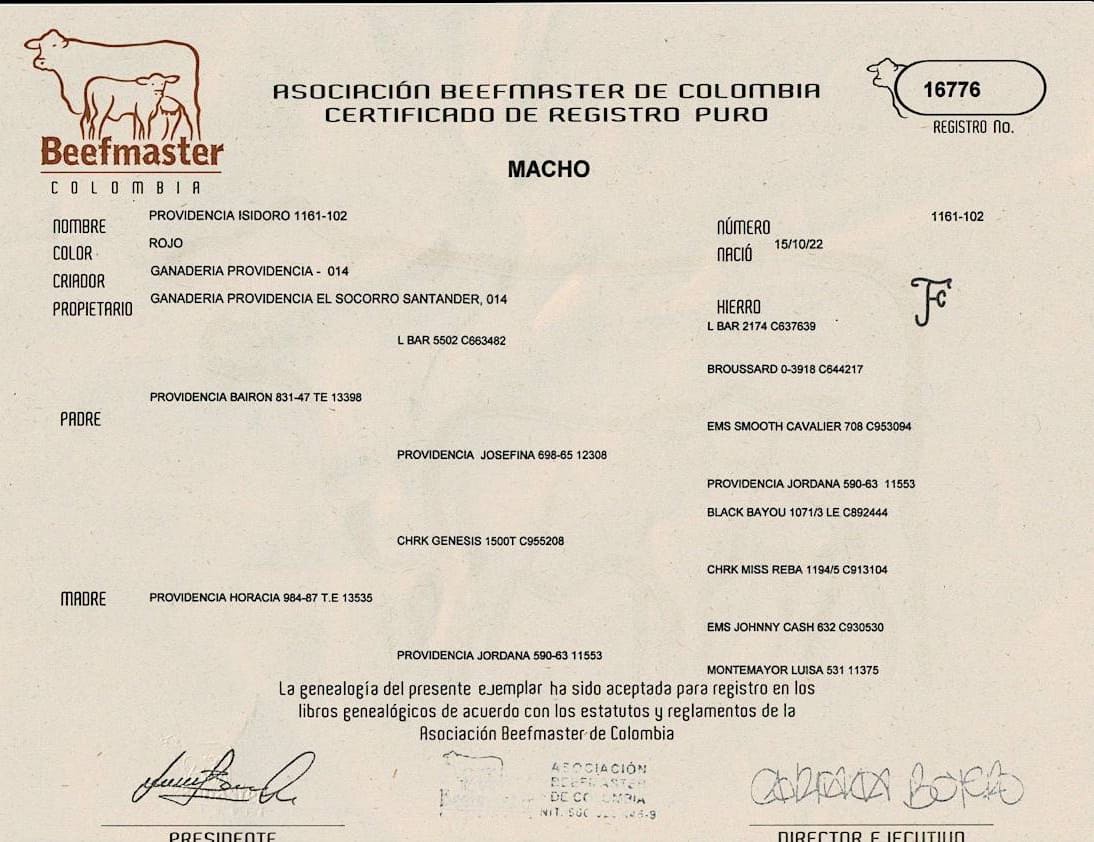 ASOCIACIÓN BEEFMASTER DE COLOMBIA
CERTIFICADO DE REGISTRO PURO
16776
REGISTRO No.
Beefmaster
COLOMBIA
MACHO
NOMBRE PROVIDENCIA ISIDORO 1161-102
NÚMERO 1161-102
COLOR ROJO
NACIÓ 15/10/22
CRIADOR GANADERIA PROVIDENCIA - 014
PROPIETARIO GANADERIA PROVIDENCIA EL SOCORRO SANTANDER, 014
HIERRO
L BAR 2174 C637639
L BAR 5502 C663482
BROUSSARD 0-3918 C644217
PADRE PROVIDENCIA BAIRON 831-47 TE 13398
EMS SMOOTH CAVALIER 708 C953094
PROVIDENCIA JOSEFINA 698-65 12308
PROVIDENCIA JORDANA 590-63 11553
BLACK BAYOU 1071/3 LE C892444
CHRK GENESIS 1500T C955208
CHRK MISS REBA 1194/5 C913104
MADRE PROVIDENCIA HORACIA 984-87 T.E 13535
EMS JOHNNY CASH 632 C930530
PROVIDENCIA JORDANA 590-63 11553
MONTEMAYOR LUISA 531 11375
La genealogía del presente ejemplar ha sido aceptada para registro en los
libros genealógicos de acuerdo con los estatutos y reglamentos de la
Asociación Beefmaster de Colombia
ASOCIACIÓN
BEEFMASTER
DE COLOMBIA
NIT.
PRESIDENTE
DIRECTOR EJECUTIVO